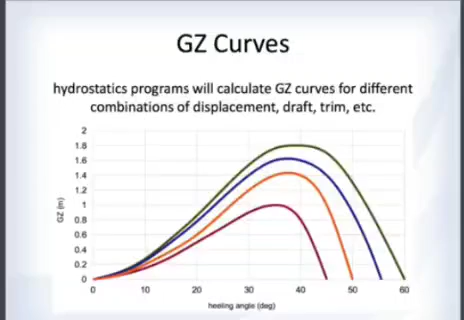 GZ Curves
hydrostatics programs will calculate GZ curves for different
combinations of displacement, draft, trim, etc.
2
1.8
1.6
1.4
1.2
1
0.8
0.6
0.4
0.2
0
GZ (m)
0 10 20 30 40 50 60
heeling angle (deg)